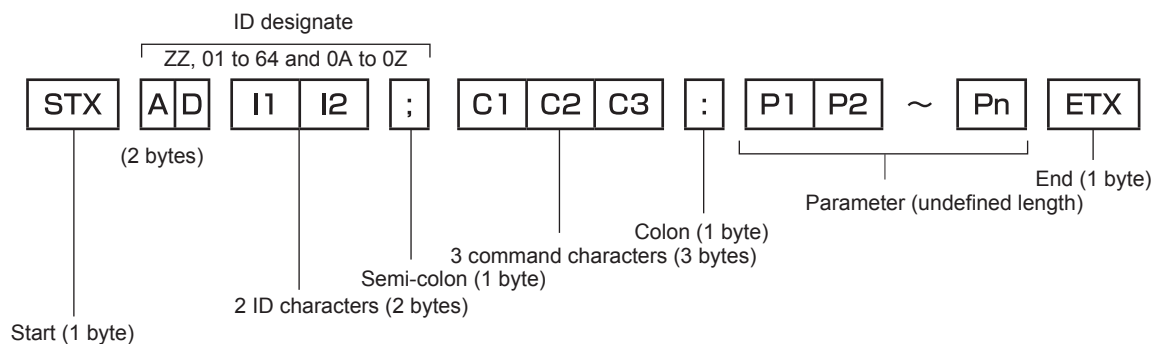 ID designate
ZZ, 01 to 64 and 0A to 0Z
STX A D I1 I2 ; C1 C2 C3 : P1 P2 ~ Pn ETX
(2 bytes)
End (1 byte)
Parameter (undefined length)
Colon (1 byte)
3 command characters (3 bytes)
Semi-colon (1 byte)
2 ID characters (2 bytes)
Start (1 byte)